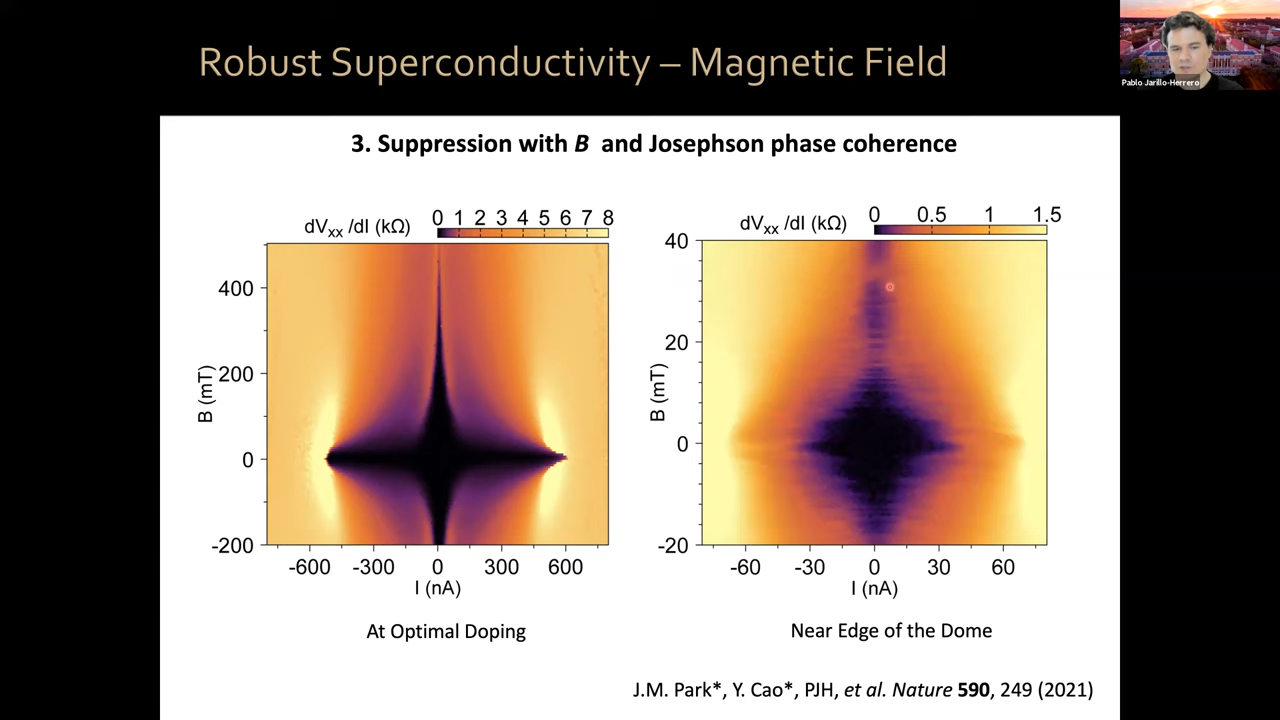 Robust Superconductivity – Magnetic Field
Pablo Jarillo-Herrero
3. Suppression with B and Josephson phase coherence
dVxx /dI (kΩ)
0 1 2 3 4 5 6 7 8
B (mT)
400
200
0
-200
-600 -300 0 300 600
I (nA)
At Optimal Doping
dVxx /dI (kΩ)
0 0.5 1 1.5
B (mT)
40
20
0
-20
-60 -30 0 30 60
I (nA)
Near Edge of the Dome
J.M. Park*, Y. Cao*, PJH, et al. Nature 590, 249 (2021)